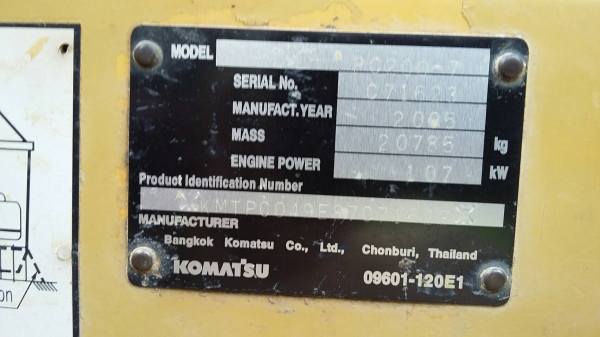 MODEL PC200-7
SERIAL No. C71623
MANUFACT.YEAR 2005
MASS 20785 kg
ENGINE POWER 107 kW
Product Identification Number
MANUFACTURER
Bangkok Komatsu Co., Ltd., Chonburi, Thailand
KOMATSU 09601-120E1
on